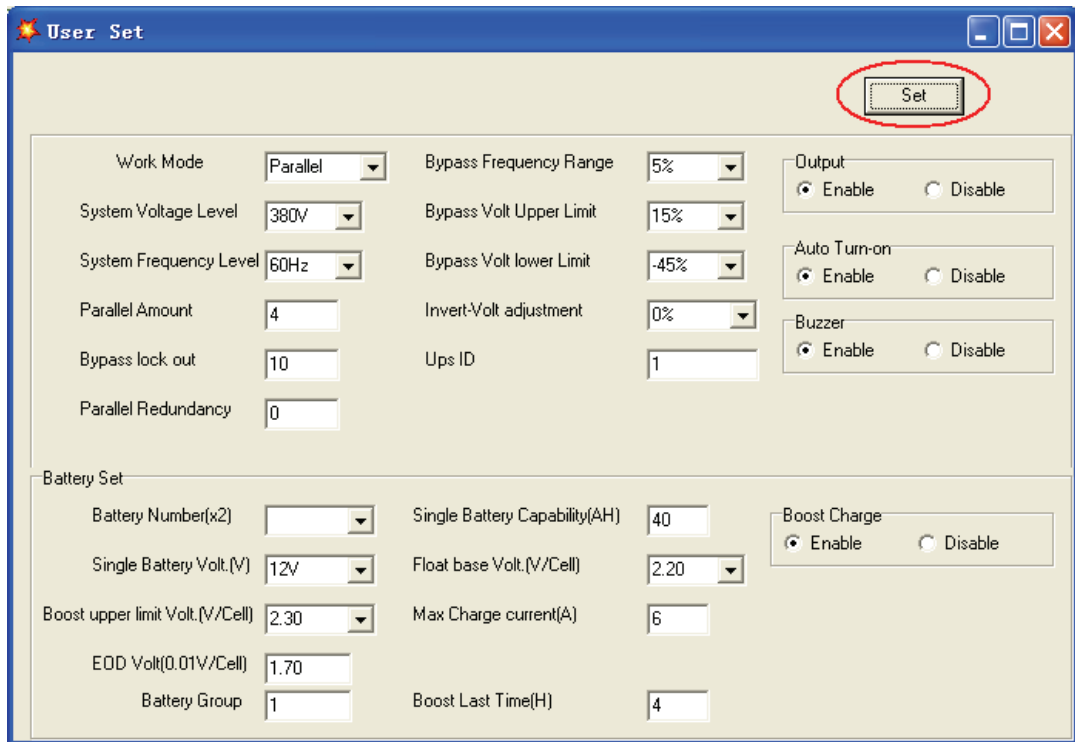 User Set
Set
Work Mode Parallel Bypass Frequency Range 5% Output
Enable Disable
System Voltage Level 380V Bypass Volt Upper Limit 15%
System Frequency Level 60Hz Bypass Volt lower Limit -45% Auto Turn-on
Enable Disable
Parallel Amount 4 Invert-Volt adjustment 0% Buzzer
Enable Disable
Bypass lock out 10 Ups ID 1
Parallel Redundancy 0
Battery Set
Battery Number(x2) Single Battery Capability(AH) 40 Boost Charge
Enable Disable
Single Battery Volt.(V) 12V Float base Volt.(V/Cell) 2.20
Boost upper limit Volt.(V/Cell) 2.30 Max Charge current(A) 6
EOD Volt(0.01V/Cell) 1.70
Battery Group 1 Boost Last Time(H) 4